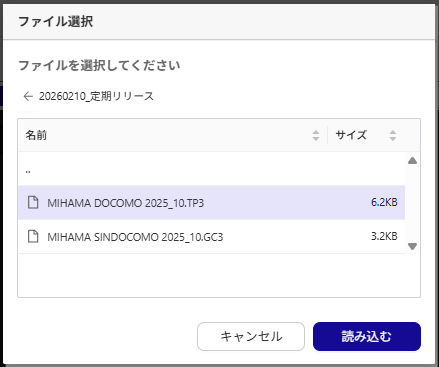 ファイル選択
ファイルを選択してください
← 20260210_定期リリース
名前 サイズ
..
MIHAMA DOCOMO 2025_10.TP3 6.2KB
MIHAMA SINDOCOMO 2025_10.GC3 3.2KB
キャンセル 読み込む